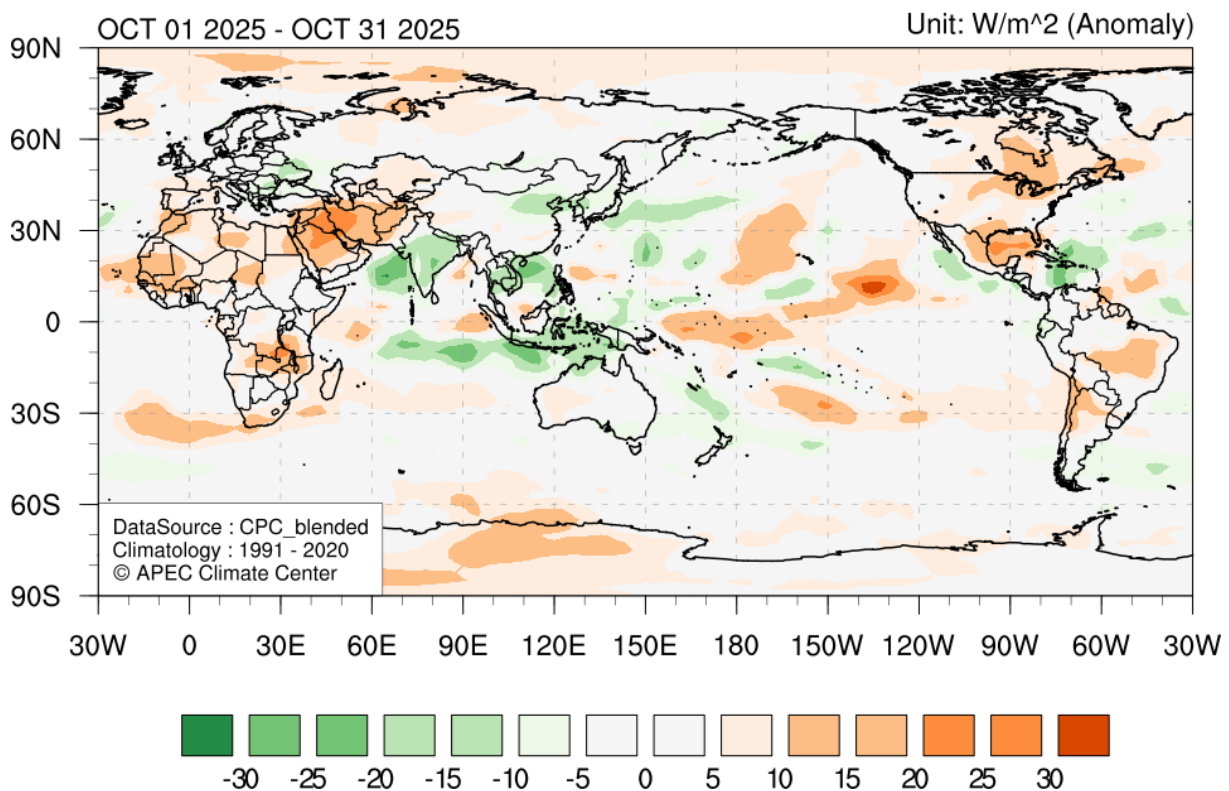 OCT 01 2025 - OCT 31 2025 Unit: W/m^2 (Anomaly)
90N
60N
30N
0
30S
60S
90S
DataSource : CPC_blended
Climatology : 1991 - 2020
© APEC Climate Center
30W 0 30E 60E 90E 120E 150E 180 150W 120W 90W 60W 30W
-30 -25 -20 -15 -10 -5 0 5 10 15 20 25 30